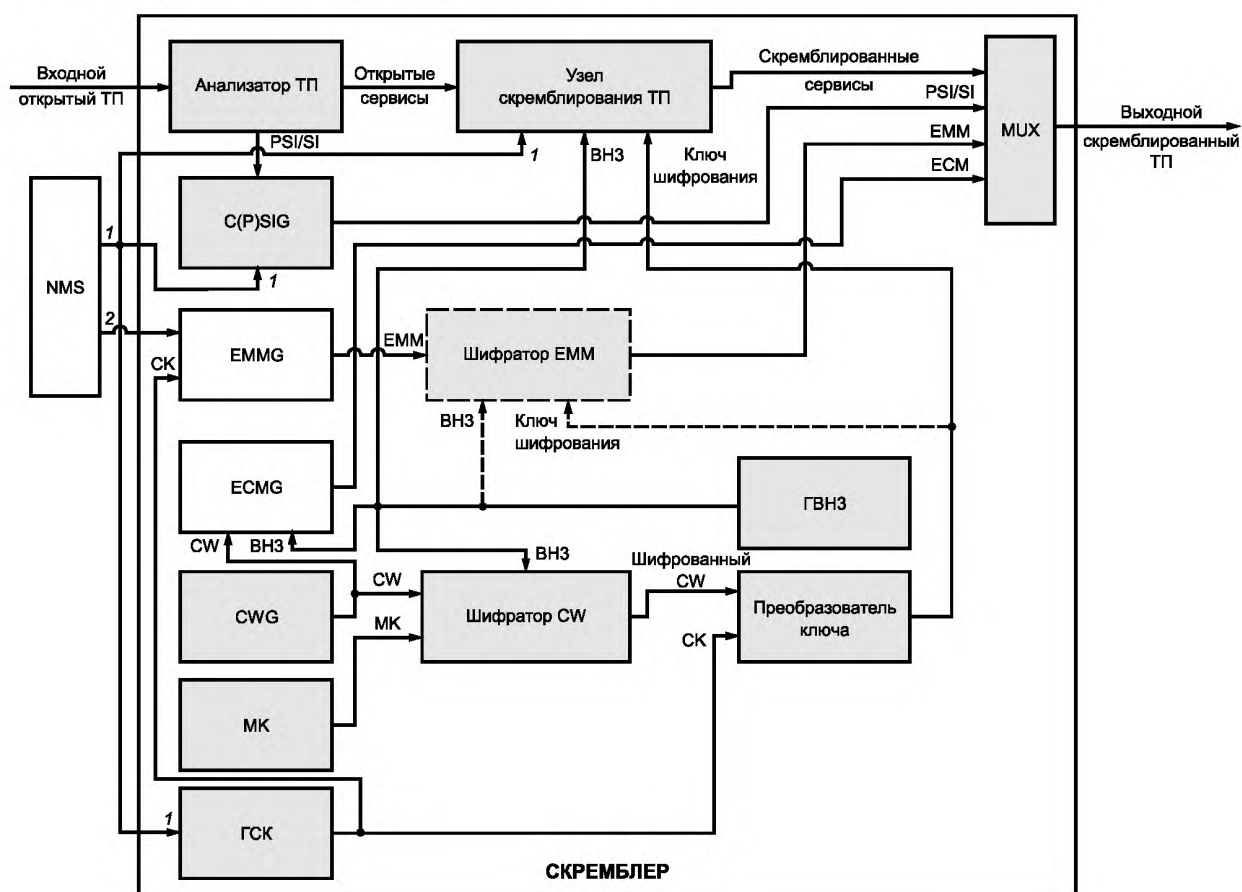 Входной
открытый ТП
Анализатор ТП
Открытые
сервисы
Узел
скремблирования ТП
Скремблированные
сервисы
PSI/SI
EMM
ECM
MUX
Выходной
скремблированный
ТП
PSI/SI
1
ВНЗ
Ключ
шифрования
NMS
1
2
C(P)SIG
1
СК
EMMG
EMM
Шифратор EMM
ВНЗ
Ключ
шифрования
ECMG
ГВНЗ
CW
ВНЗ
ВНЗ
Шифрованный
CW
CWG
CW
МК
Шифратор CW
СК
Преобразователь
ключа
МК
1
ГСК
СКРЕМБЛЕР